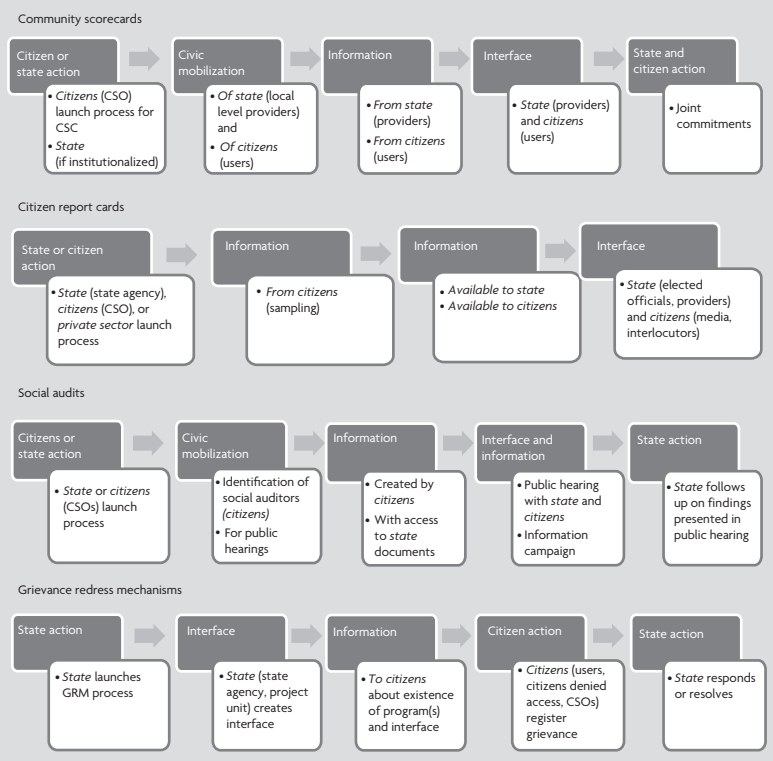 Community scorecards
Citizen or
state action
• Citizens (CSO)
launch process for
CSC
• State
(if institutionalized)
Civic
mobilization
• Of state (local
level providers)
and
• Of citizens
(users)
Information
• From state
(providers)
• From citizens
(users)
Interface
• State (providers)
and citizens
(users)
State and
citizen action
• Joint
commitments
Citizen report cards
State or citizen
action
• State (state agency),
citizens (CSO), or
private sector launch
process
Information
• From citizens
(sampling)
Information
• Available to state
• Available to citizens
Interface
• State (elected
officials, providers)
and citizens (media,
interlocutors)
Social audits
Citizens or
state action
• State or citizens
(CSOs) launch
process
Civic
mobilization
• Identification of
social auditors
(citizens)
• For public
hearings
Information
• Created by
citizens
• With access
to state
documents
Interface and
information
• Public hearing
with state and
citizens
• Information
campaign
State action
• State follows
up on findings
presented in
public hearing
Grievance redress mechanisms
State action
• State launches
GRM process
Interface
• State (state
agency, project
unit) creates
interface
Information
• To citizens
about existence
of program(s)
and interface
Citizen action
• Citizens (users,
citizens denied
access, CSOs)
register
grievance
State action
• State responds
or resolves